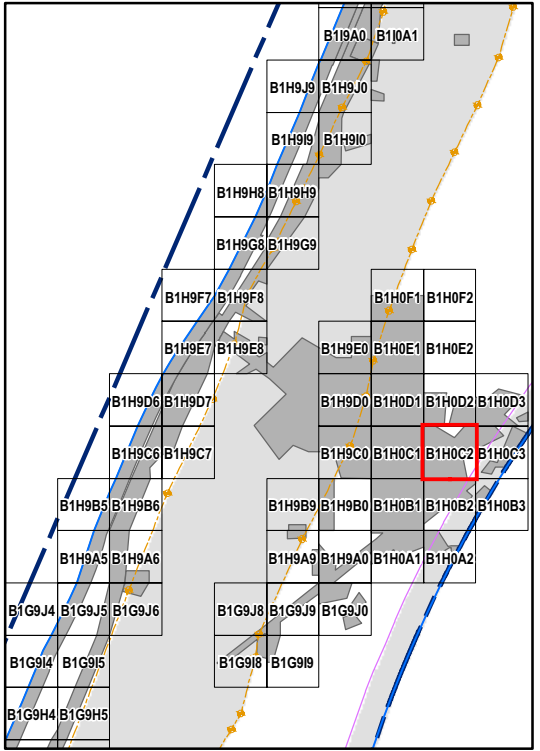 B1I9A0 B1I0A1
B1H9J9 B1H9J0
B1H9I9 B1H9I0
B1H9H8 B1H9H9
B1H9G8 B1H9G9
B1H9F7 B1H9F8 B1H0F1 B1H0F2
B1H9E7 B1H9E8 B1H9E0 B1H0E1 B1H0E2
B1H9D6 B1H9D7 B1H9D0 B1H0D1 B1H0D2 B1H0D3
B1H9C6 B1H9C7 B1H9C0 B1H0C1 B1H0C2 B1H0C3
B1H9B5 B1H9B6 B1H9B9 B1H9B0 B1H0B1 B1H0B2 B1H0B3
B1H9A5 B1H9A6 B1H9A9 B1H9A0 B1H0A1 B1H0A2
B1G9J4 B1G9J5 B1G9J6 B1G9J8 B1G9J9 B1G9J0
B1G9I4 B1G9I5 B1G9I8 B1G9I9
B1G9H4 B1G9H5